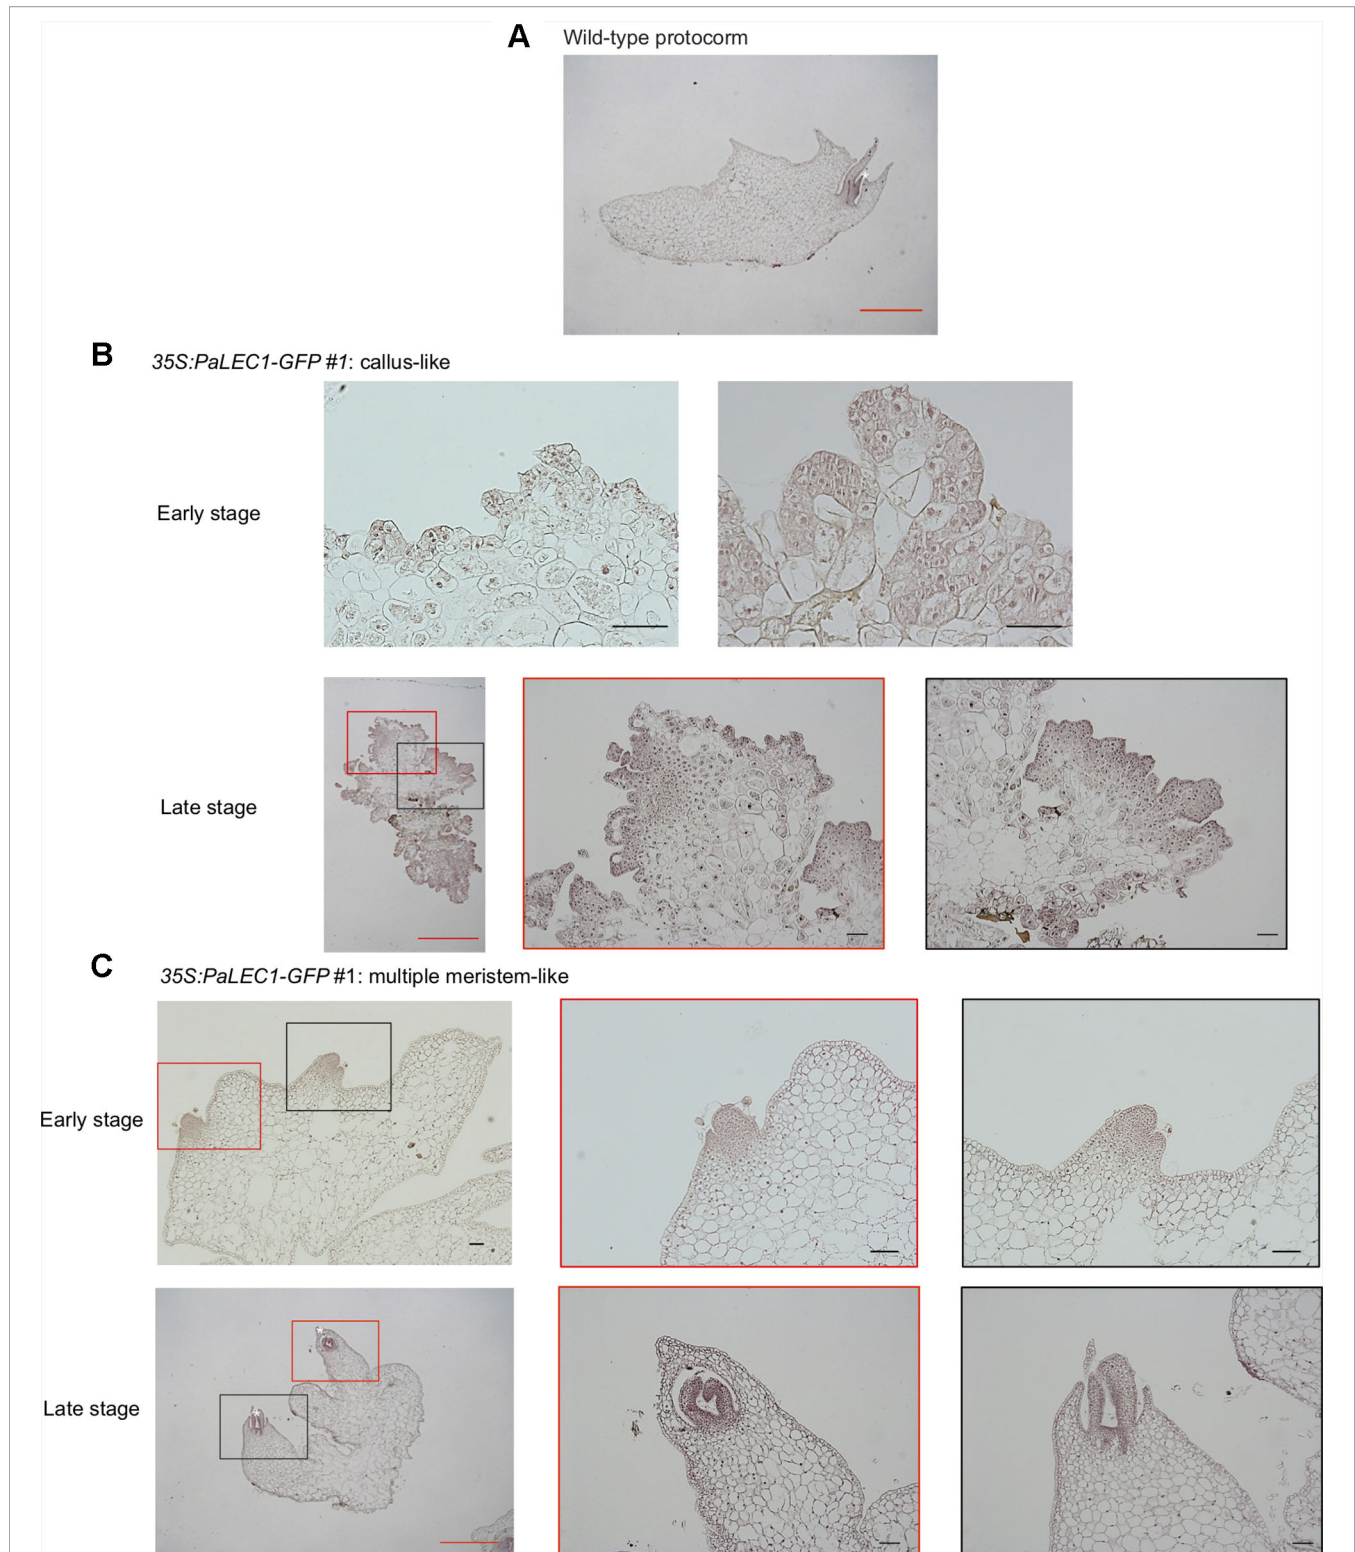 A Wild-type protocorm
B 35S:PaLEC1-GFP #1: callus-like
Early stage
Late stage
C 35S:PaLEC1-GFP #1: multiple meristem-like
Early stage
Late stage